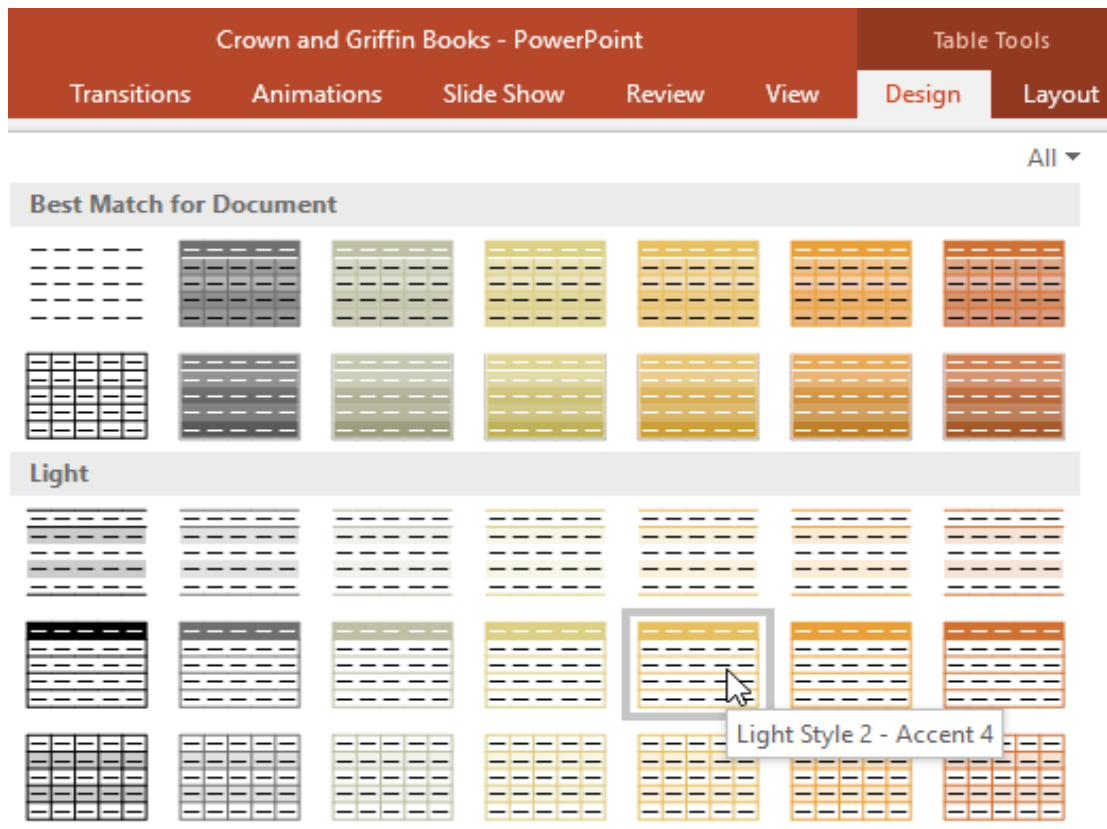 Crown and Griffin Books - PowerPoint
Table Tools
Transitions Animations Slide Show Review View Design Layout
All
Best Match for Document
Light
Light Style 2 - Accent 4